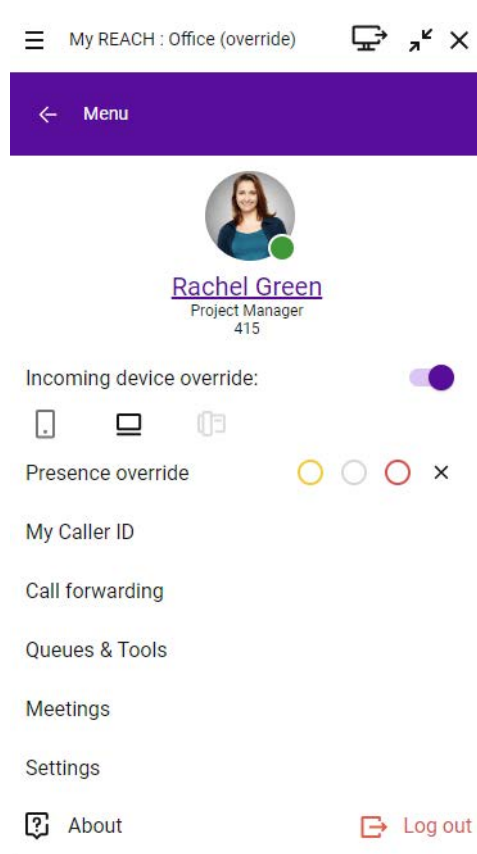 My REACH : Office (override)
Menu
Rachel Green
Project Manager
415
Incoming device override:
Presence override
My Caller ID
Call forwarding
Queues & Tools
Meetings
Settings
About
Log out